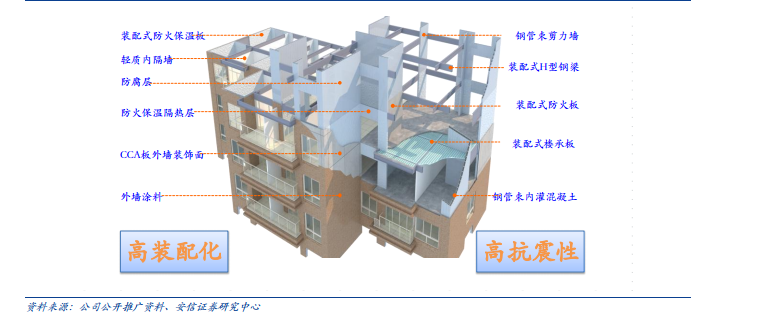 装配式防火保温板
轻质内隔墙
防腐层
防火保温隔热层
CCA板外墙装饰面
外墙涂料
钢管束剪力墙
装配式H型钢梁
装配式防火板
装配式楼承板
钢管束内灌混凝土
高装配化
高抗震性
资料来源：公司公开推广资料、安信证券研究中心